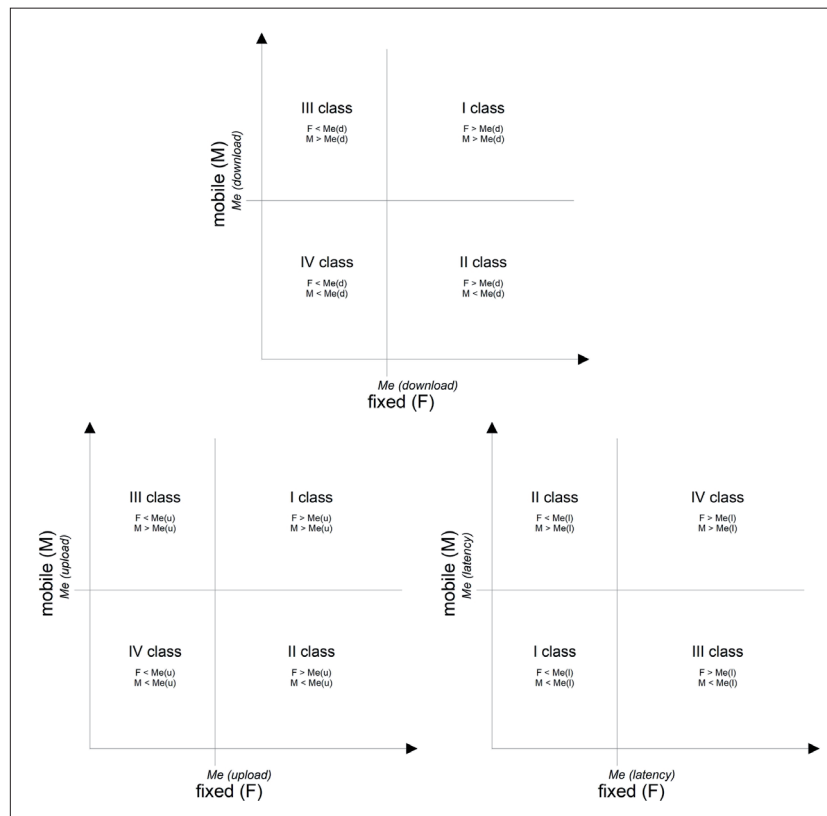 III class
F < Me(d)
M > Me(d)
I class
F > Me(d)
M > Me(d)
mobile (M)
Me (download)
IV class
F < Me(d)
M < Me(d)
II class
F > Me(d)
M < Me(d)
Me (download)
fixed (F)
III class
F < Me(u)
M > Me(u)
I class
F > Me(u)
M > Me(u)
mobile (M)
Me (upload)
IV class
F < Me(u)
M < Me(u)
II class
F > Me(u)
M < Me(u)
Me (upload)
fixed (F)
II class
F < Me(l)
M > Me(l)
IV class
F > Me(l)
M > Me(l)
mobile (M)
Me (latency)
I class
F < Me(l)
M < Me(l)
III class
F > Me(l)
M < Me(l)
Me (latency)
fixed (F)